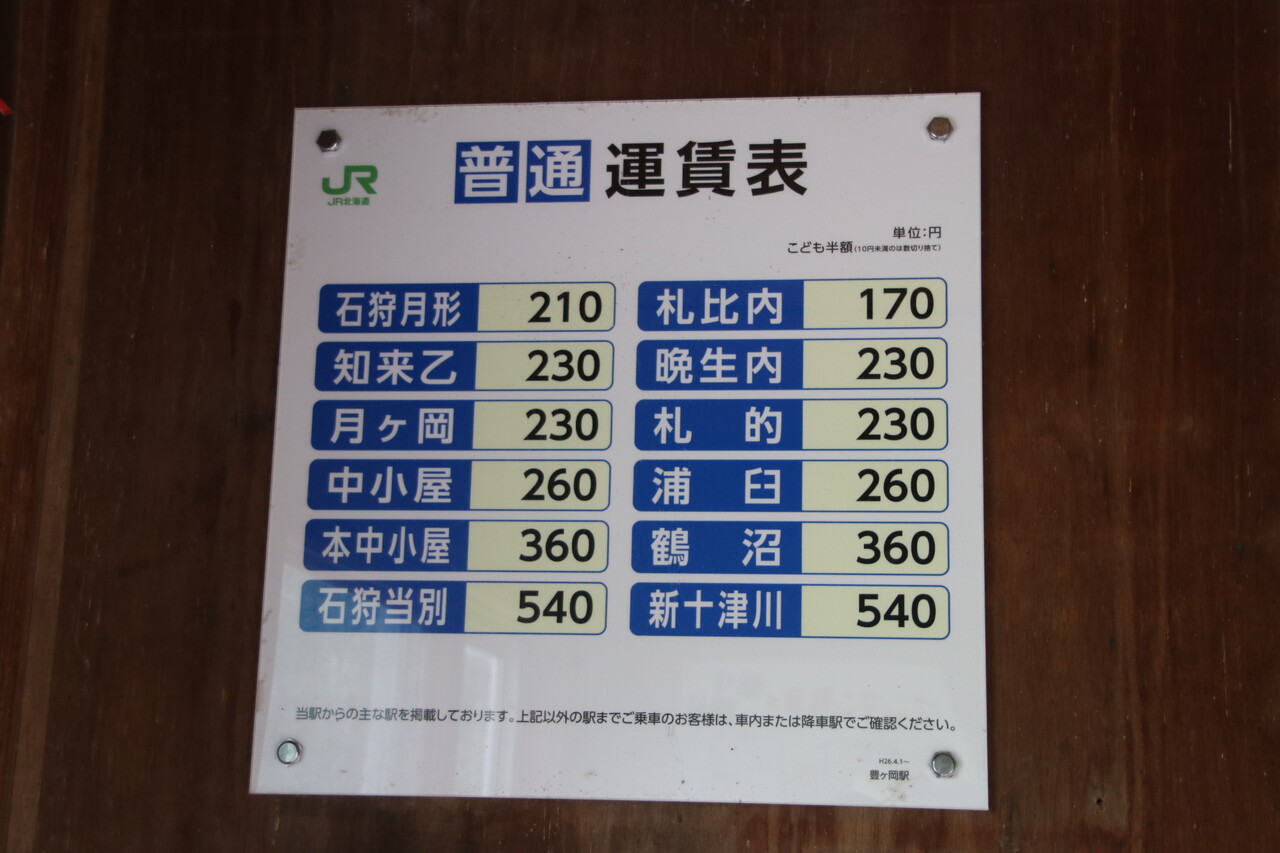 JR
JR北海道
普通運賃表
単位:円
こども半額(10円未満のは数切り捨て)
石狩月形 210
知来乙 230
月ヶ岡 230
中小屋 260
本中小屋 360
石狩当別 540
札比内 170
晩生内 230
札的 230
浦臼 260
鶴沼 360
新十津川 540
当駅からの主な駅を掲載しております。上記以外の駅までご乗車のお客様は、車内または降車駅でご確認ください。
H26.4.1~
豊ヶ岡駅